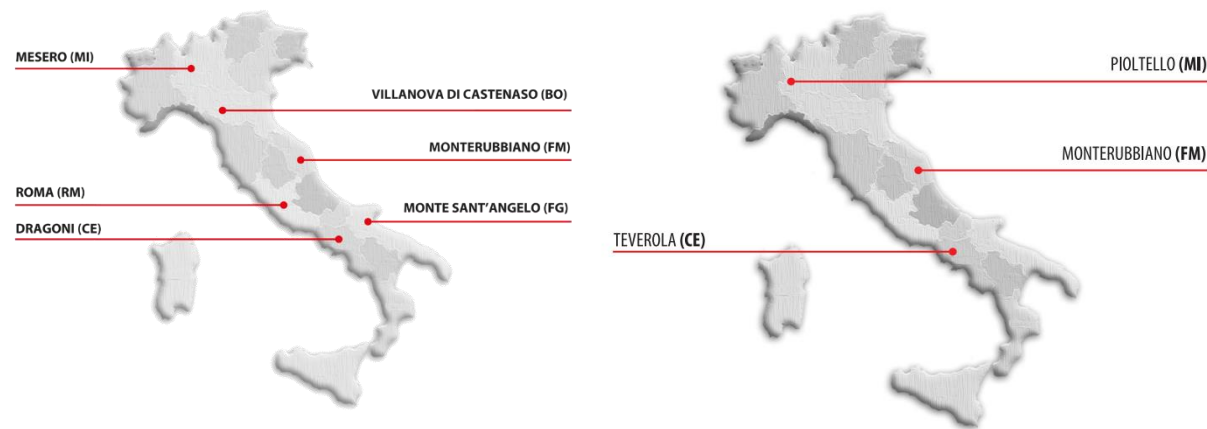 MESERO (MI)
VILLANOVA DI CASTENASO (BO)
MONTERUBBIANO (FM)
ROMA (RM)
MONTE SANT'ANGELO (FG)
DRAGONI (CE)
PIOLTELLO (MI)
MONTERUBBIANO (FM)
TEVEROLA (CE)